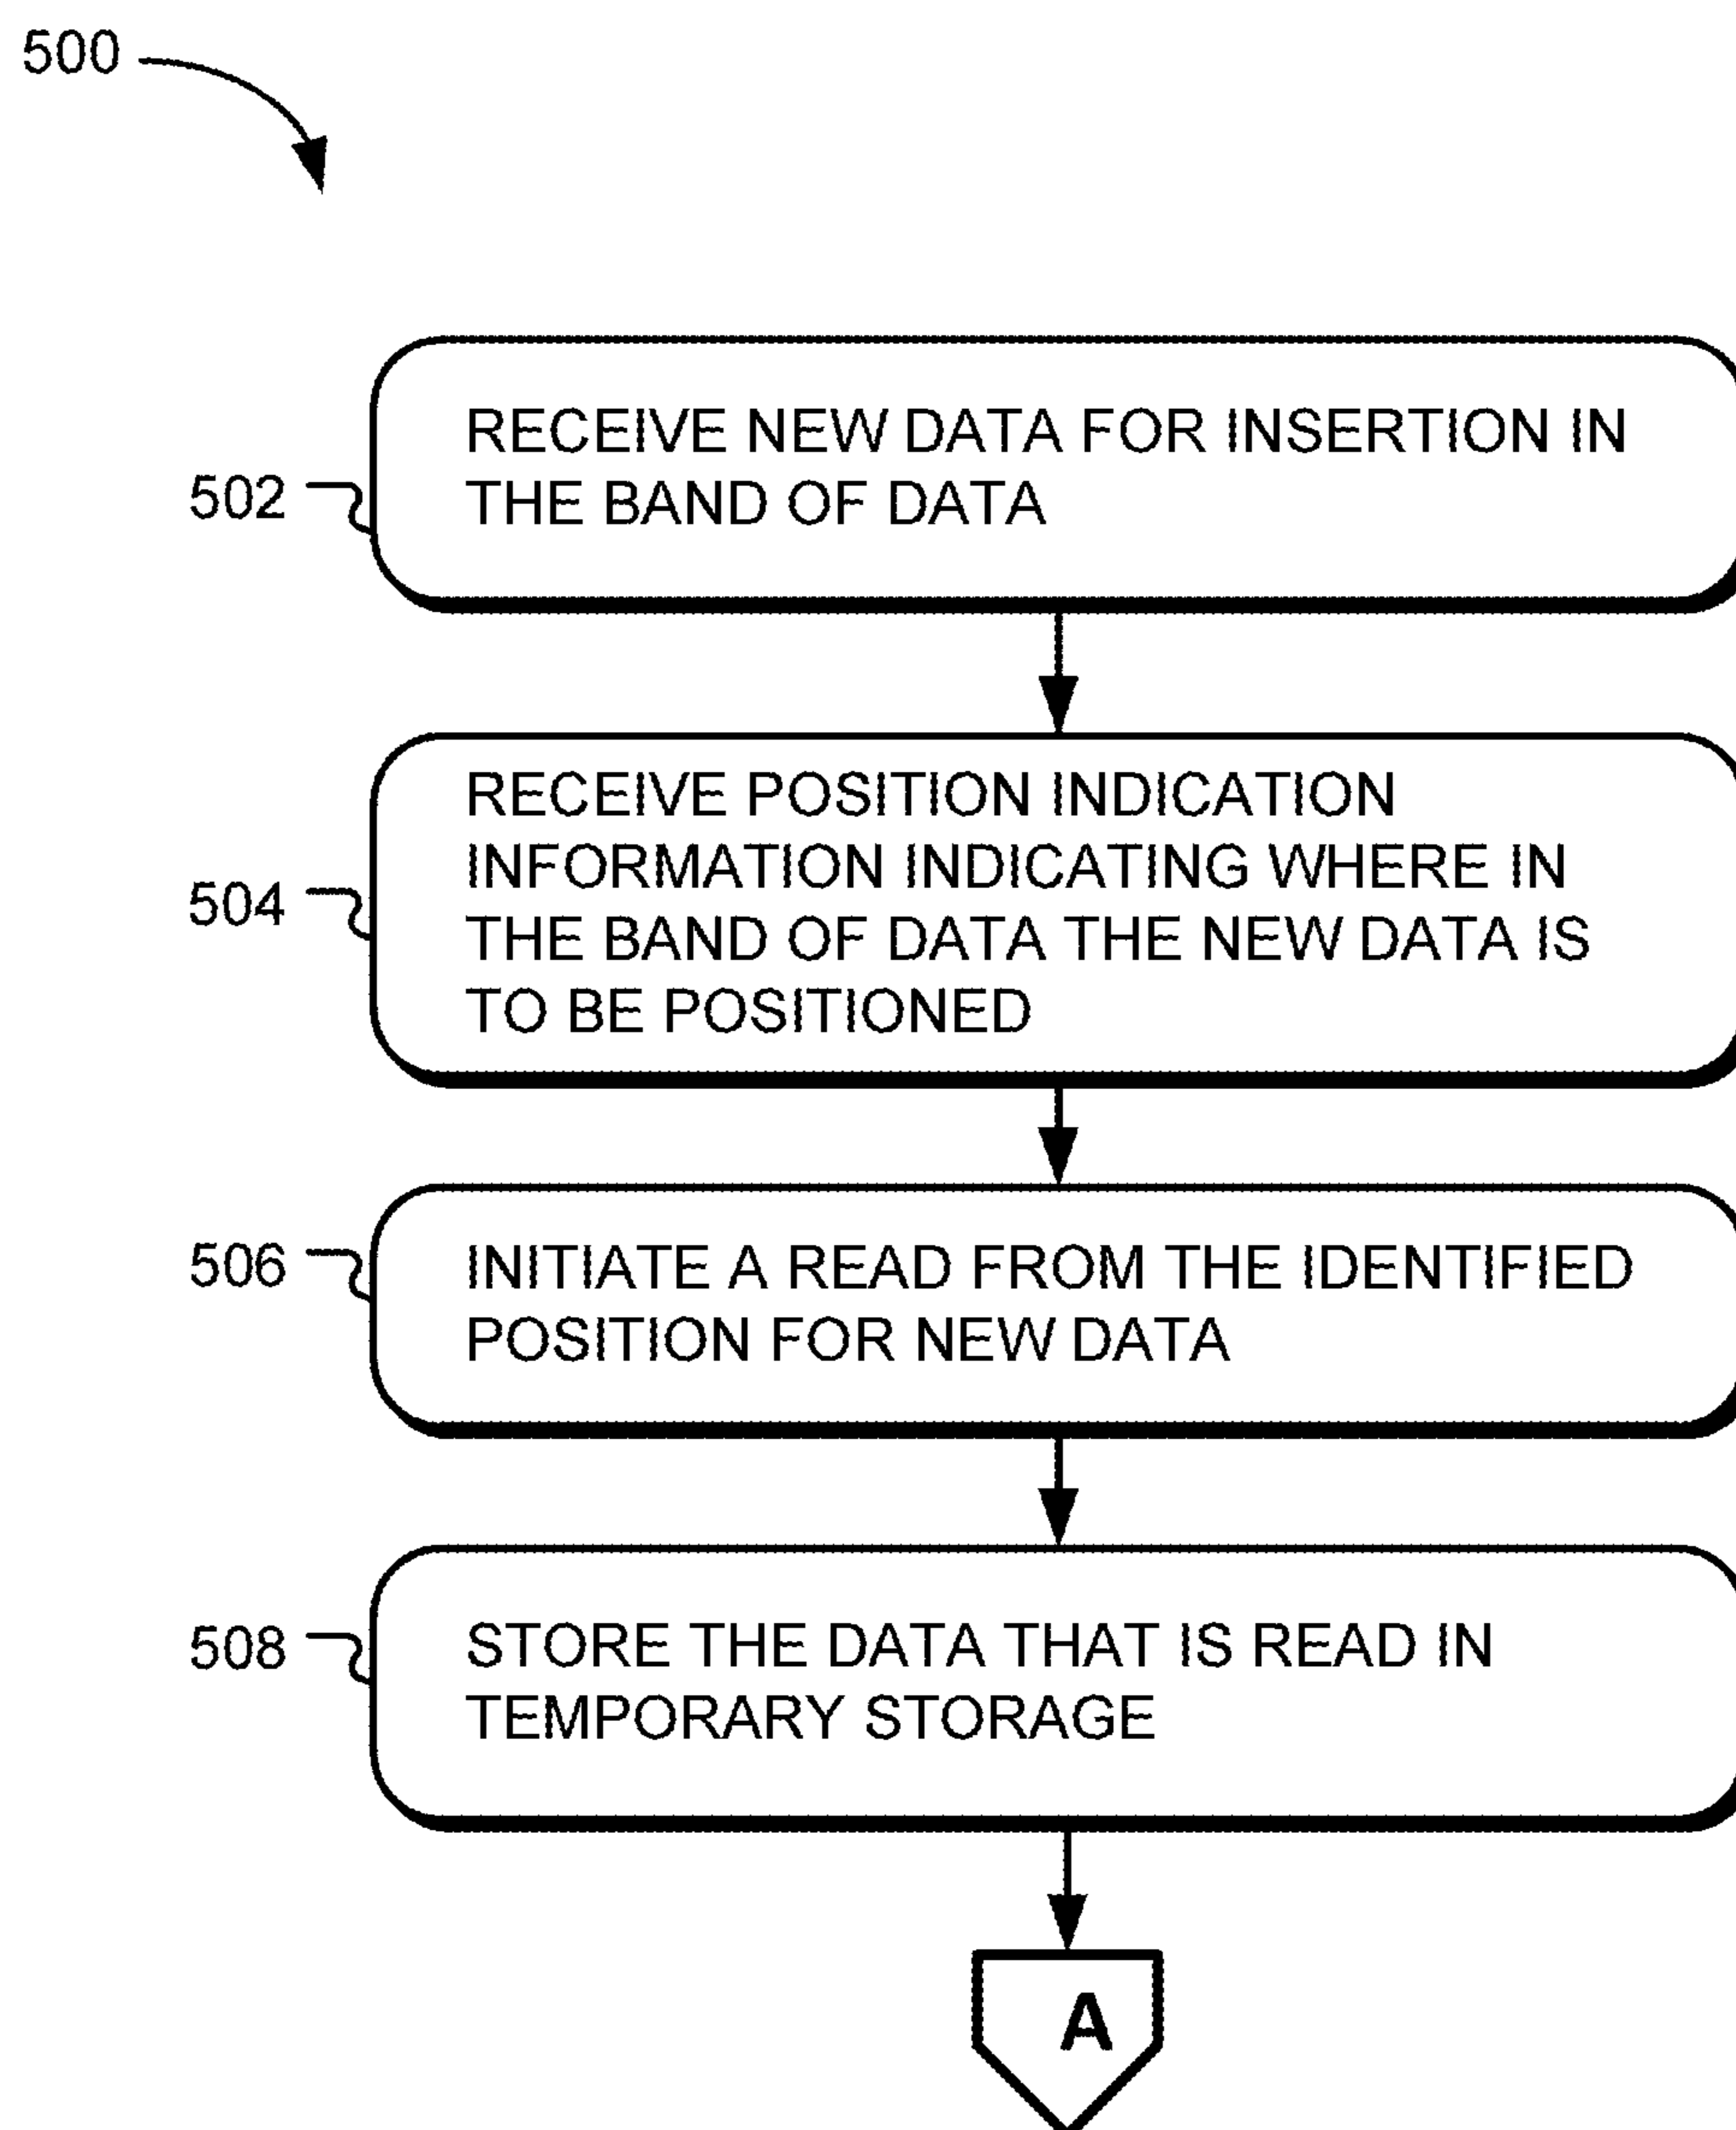 500
502
RECEIVE NEW DATA FOR INSERTION IN
THE BAND OF DATA
504
RECEIVE POSITION INDICATION
INFORMATION INDICATING WHERE IN
THE BAND OF DATA THE NEW DATA IS
TO BE POSITIONED
506
INITIATE A READ FROM THE IDENTIFIED
POSITION FOR NEW DATA
508
STORE THE DATA THAT IS READ IN
TEMPORARY STORAGE
A